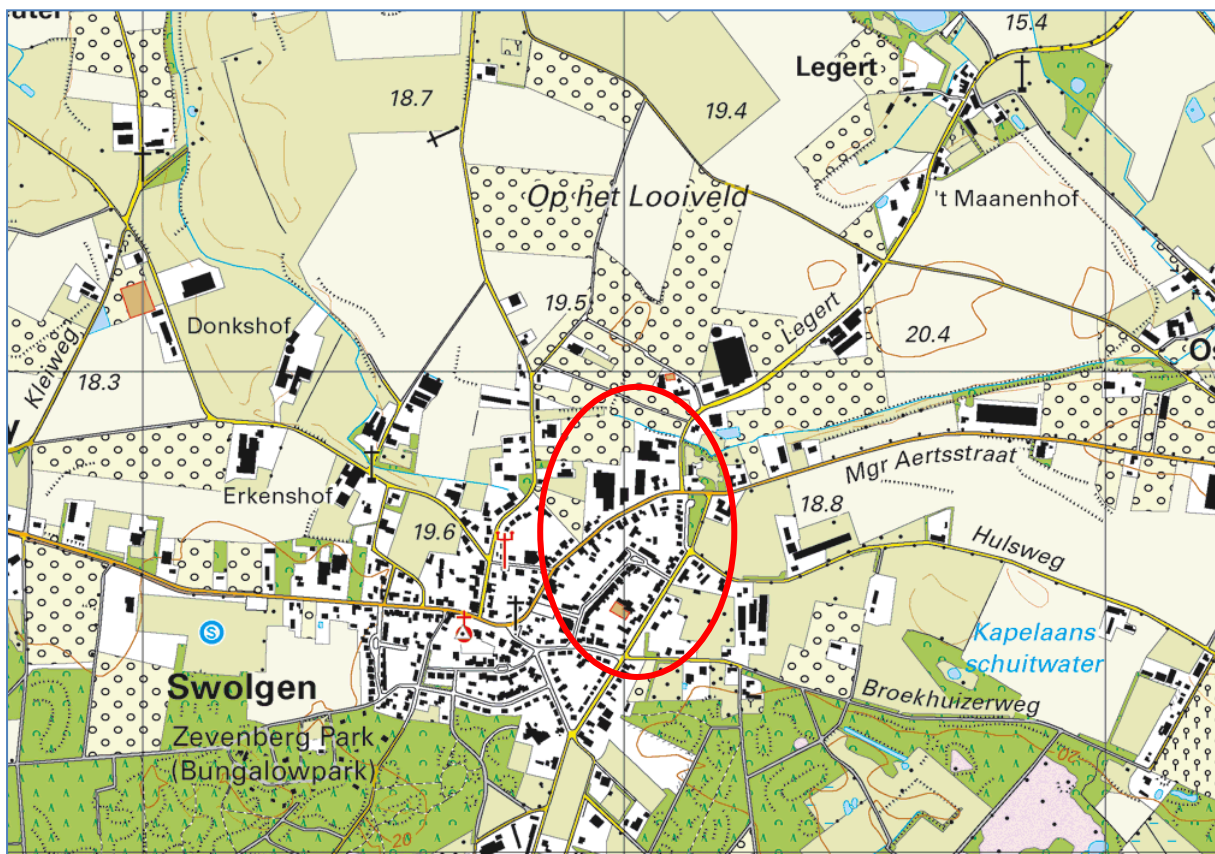 15.4
Legert
18.7
19.4
Op het Looiveld
't Maanenhof
19.5
Legert
Donkshof
20.4
Kleiweg
18.3
Mgr Aertsstraat
Erkenshof
18.8
19.6
Hulsweg
S
Kapelaans
schuitwater
Swolgen
Broekhuizerweg
Zevenberg Park
(Bungalowpark)
20
20